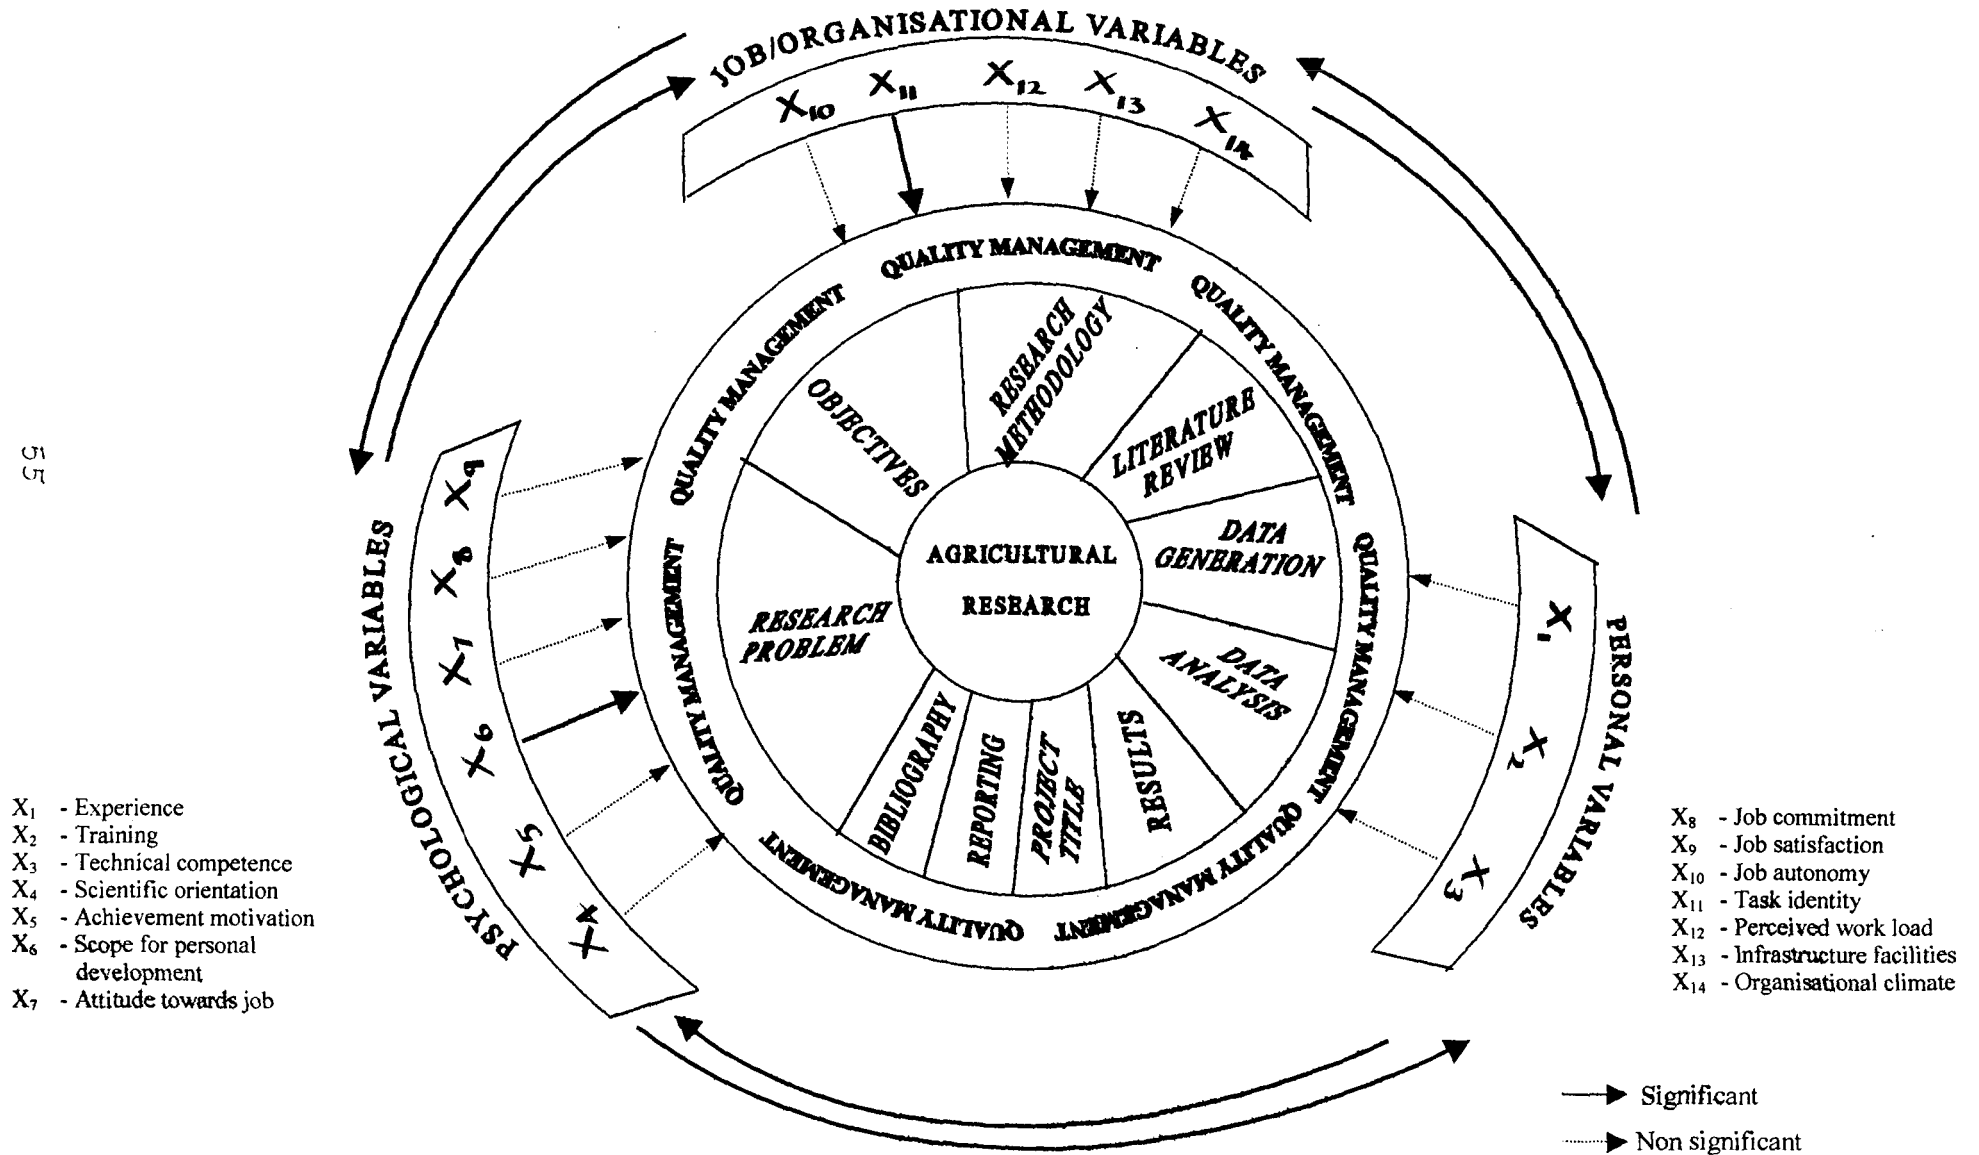 JOB/ORGANISATIONAL VARIABLES
X10 X11 X12 X13 X14
QUALITY MANAGEMENT
QUALITY MANAGEMENT
QUALITY MANAGEMENT
QUALITY MANAGEMENT
QUALITY MANAGEMENT
QUALITY MANAGEMENT
QUALITY MANAGEMENT
QUALITY MANAGEMENT
OBJECTIVES
RESEARCH
METHODOLOGY
LITERATURE
REVIEW
DATA
GENERATION
DATA
ANALYSIS
RESULTS
PROJECT
TITLE
REPORTING
BIBLIOGRAPHY
RESEARCH
PROBLEM
AGRICULTURAL
RESEARCH
55
PSYCHOLOGICAL VARIABLES
X9
X8
X7
X6
X5
X4
PERSONAL VARIABLES
X1
X2
X3
X1 - Experience
X2 - Training
X3 - Technical competence
X4 - Scientific orientation
X5 - Achievement motivation
X6 - Scope for personal
development
X7 - Attitude towards job
X8 - Job commitment
X9 - Job satisfaction
X10 - Job autonomy
X11 - Task identity
X12 - Perceived work load
X13 - Infrastructure facilities
X14 - Organisational climate
Significant
Non significant